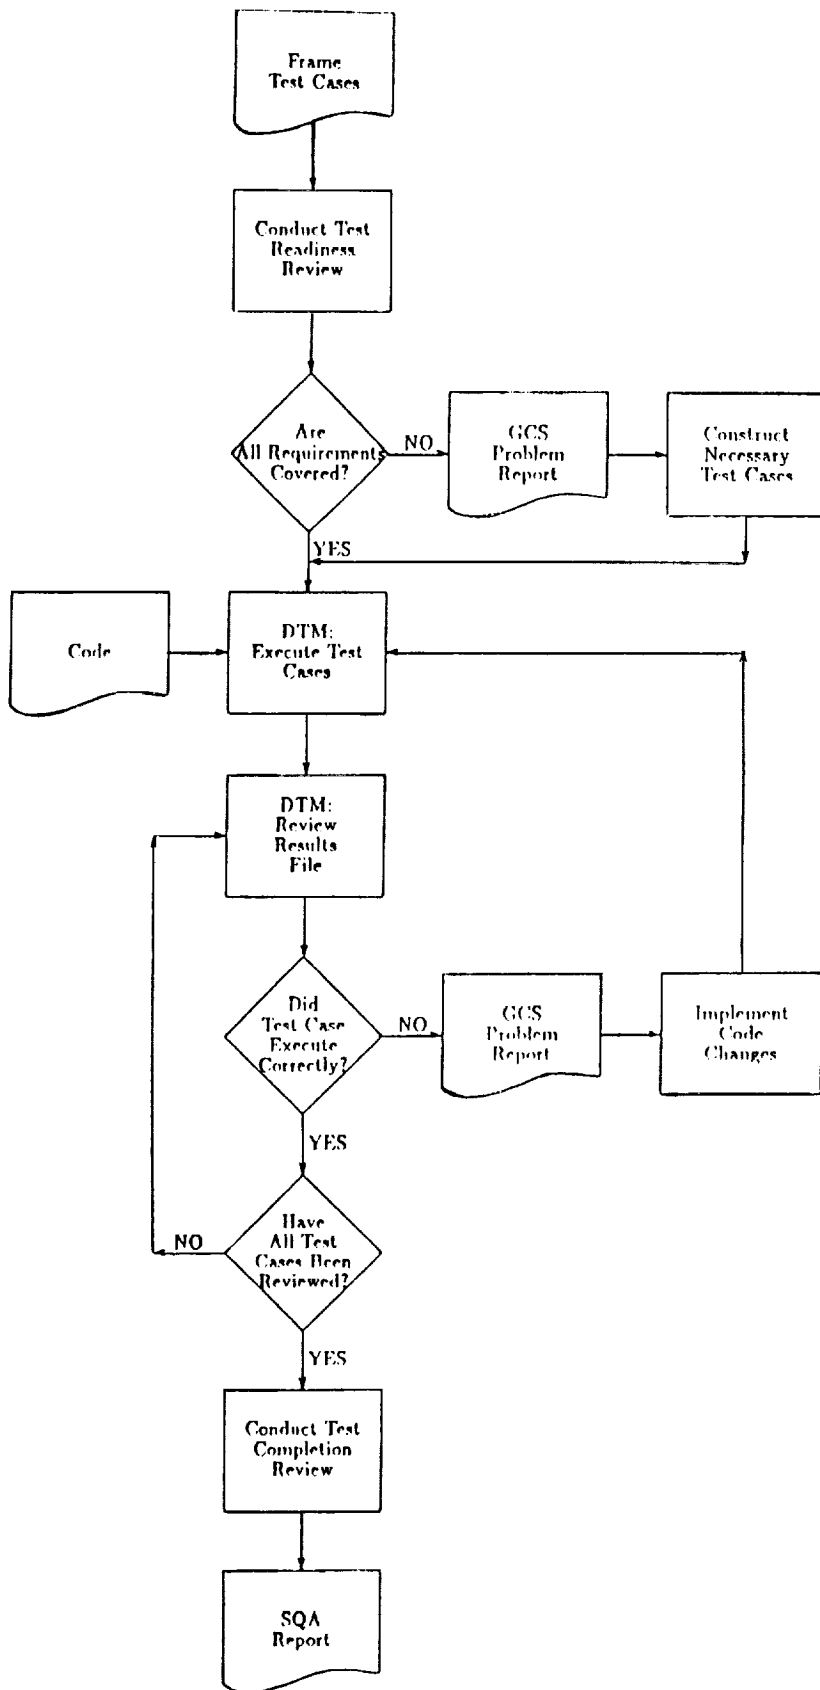 Frame
Test Cases
Conduct Test
Readiness
Review
Are
All Requirements
Covered?
NO
GCS
Problem
Report
Construct
Necessary
Test Cases
YES
Code
DTM:
Execute Test
Cases
DTM:
Review
Results
File
Did
Test Case
Execute
Correctly?
NO
GCS
Problem
Report
Implement
Code
Changes
YES
Have
All Test
Cases Been
Reviewed?
NO
YES
Conduct Test
Completion
Review
SQA
Report